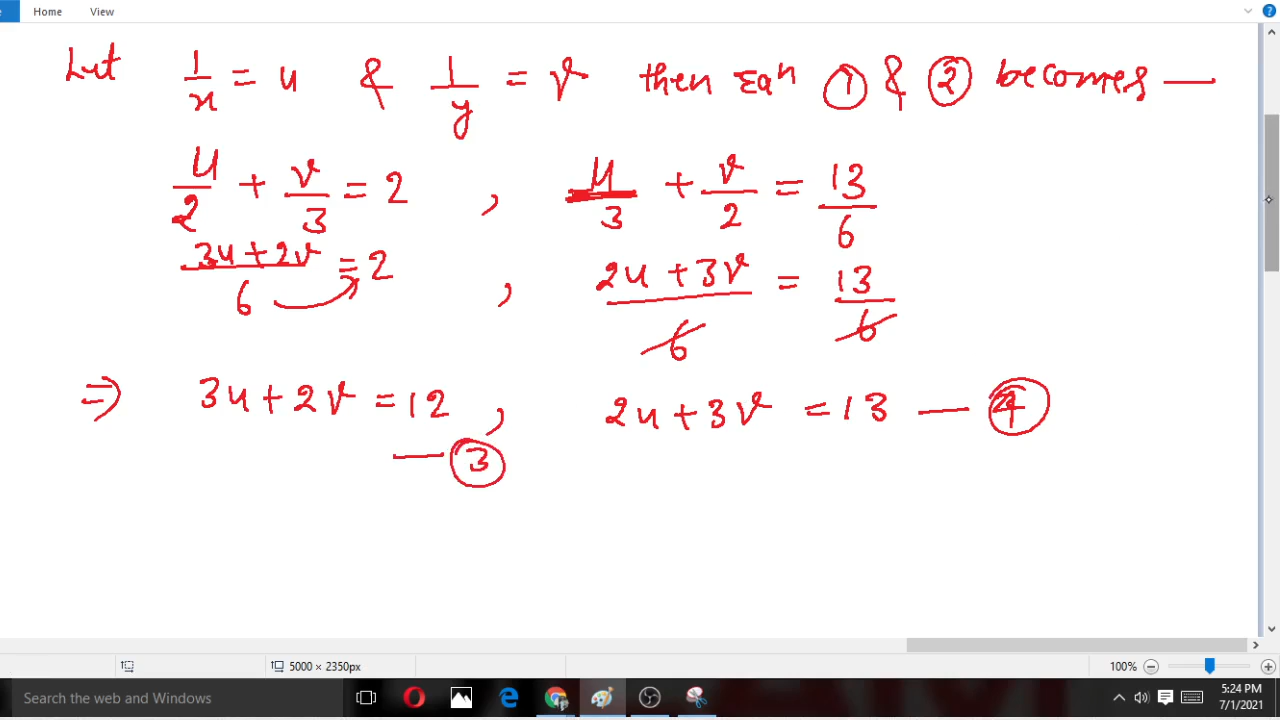 Home View
Let 1/x = u & 1/y = v then Eqn ① & ② becomes —
u/2 + v/3 = 2 , u/3 + v/2 = 13/6
(3u + 2v)/6 = 2 , (2u + 3v)/6 = 13/6
⇒ 3u + 2v = 12 , 2u + 3v = 13 — ④
— ③
5000 × 2350px 100%
Search the web and Windows
5:24 PM
7/1/2021